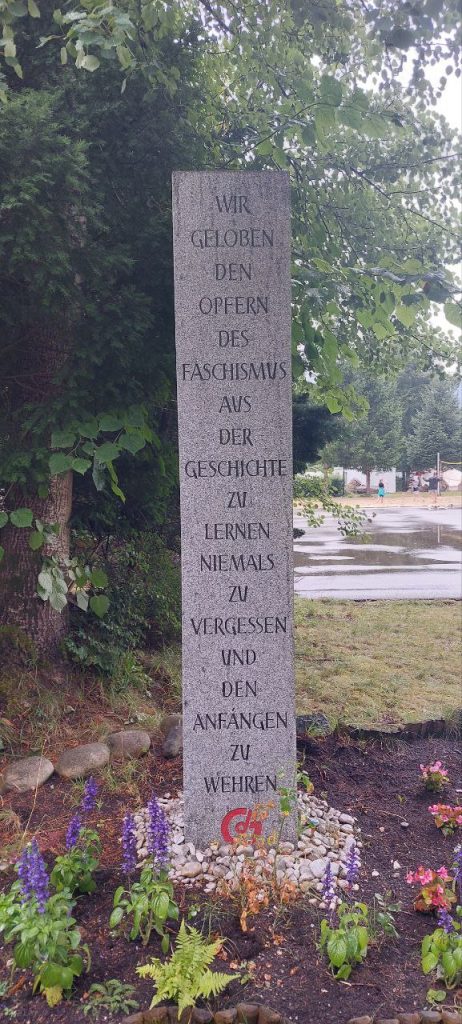 WIR
GELOBEN
DEN
OPFERN
DES
FASCHISMUS
AUS
DER
GESCHICHTE
ZU
LERNEN
NIEMALS
ZU
VERGESSEN
UND
DEN
ANFÄNGEN
ZU
WEHREN